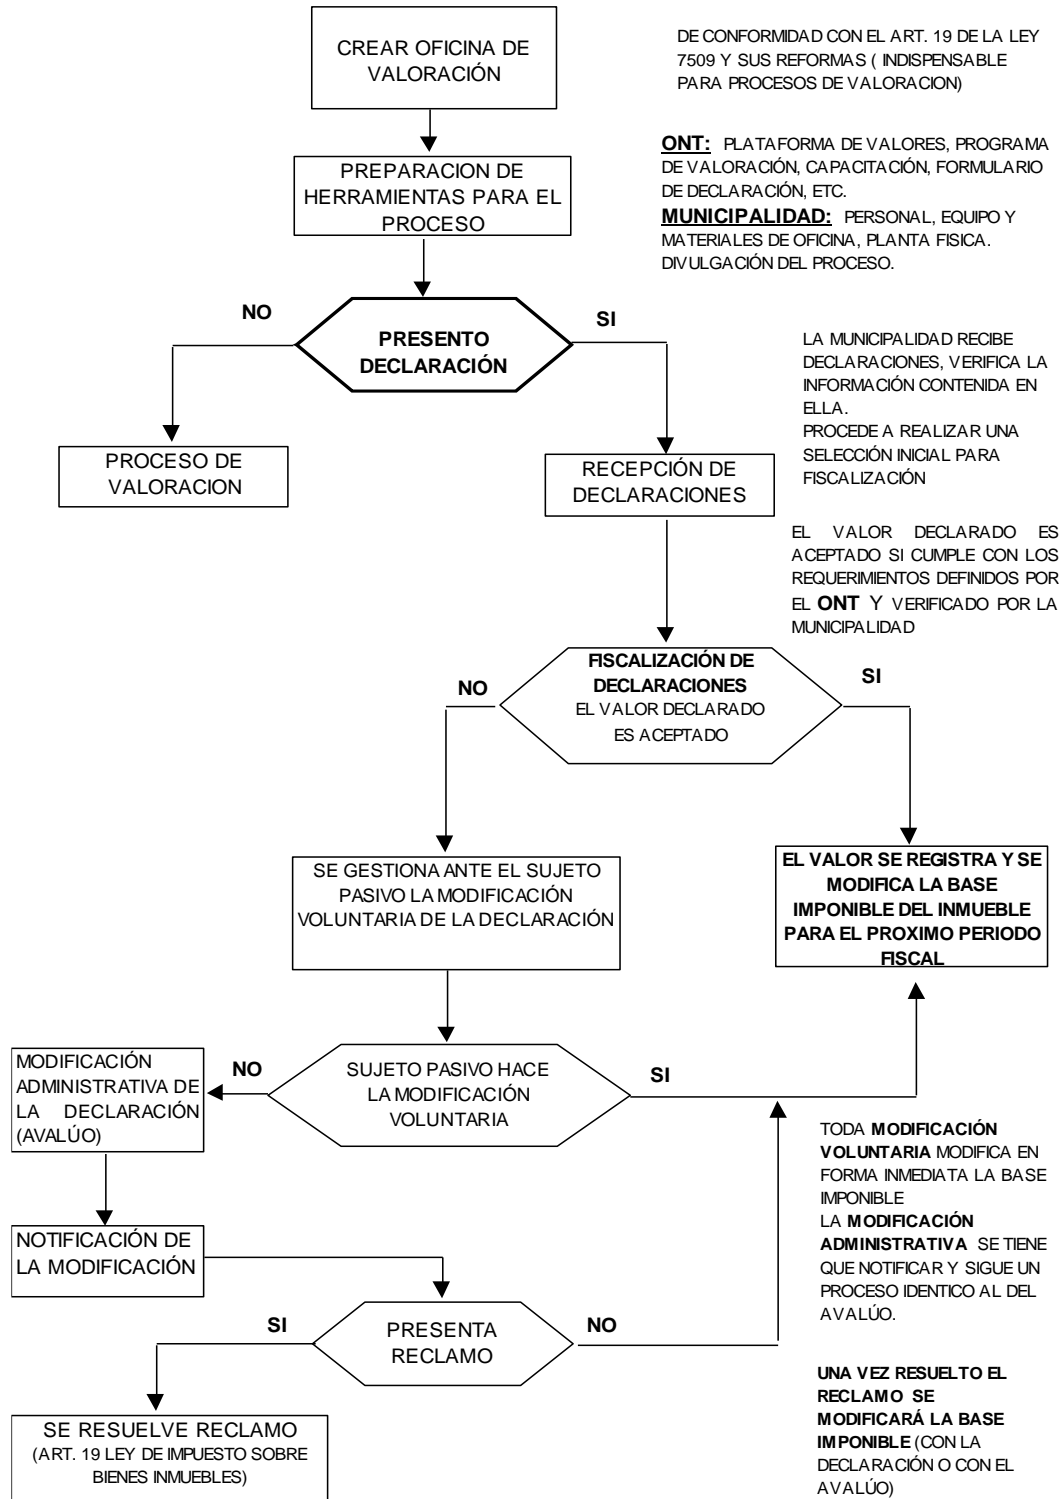 CREAR OFICINA DE
VALORACIÓN
DE CONFORMIDAD CON EL ART. 19 DE LA LEY
7509 Y SUS REFORMAS ( INDISPENSABLE
PARA PROCESOS DE VALORACION)
PREPARACION DE
HERRAMIENTAS PARA EL
PROCESO
ONT: PLATAFORMA DE VALORES, PROGRAMA
DE VALORACIÓN, CAPACITACIÓN, FORMULARIO
DE DECLARACIÓN, ETC.
MUNICIPALIDAD: PERSONAL, EQUIPO Y
MATERIALES DE OFICINA, PLANTA FISICA.
DIVULGACIÓN DEL PROCESO.
NO
SI
PRESENTO
DECLARACIÓN
LA MUNICIPALIDAD RECIBE
DECLARACIONES, VERIFICA LA
INFORMACIÓN CONTENIDA EN
ELLA.
PROCEDE A REALIZAR UNA
SELECCIÓN INICIAL PARA
FISCALIZACIÓN
PROCESO DE
VALORACION
RECEPCIÓN DE
DECLARACIONES
EL VALOR DECLARADO ES
ACEPTADO SI CUMPLE CON LOS
REQUERIMIENTOS DEFINIDOS POR
EL ONT Y VERIFICADO POR LA
MUNICIPALIDAD
FISCALIZACIÓN DE
DECLARACIONES
EL VALOR DECLARADO
ES ACEPTADO
NO
SI
SE GESTIONA ANTE EL SUJETO
PASIVO LA MODIFICACIÓN
VOLUNTARIA DE LA DECLARACIÓN
EL VALOR SE REGISTRA Y SE
MODIFICA LA BASE
IMPONIBLE DEL INMUEBLE
PARA EL PROXIMO PERIODO
FISCAL
MODIFICACIÓN
ADMINISTRATIVA DE
LA DECLARACIÓN
(AVALÚO)
NO
SUJETO PASIVO HACE
LA MODIFICACIÓN
VOLUNTARIA
SI
TODA MODIFICACIÓN
VOLUNTARIA MODIFICA EN
FORMA INMEDIATA LA BASE
IMPONIBLE
LA MODIFICACIÓN
ADMINISTRATIVA SE TIENE
QUE NOTIFICAR Y SIGUE UN
PROCESO IDENTICO AL DEL
AVALÚO.
NOTIFICACIÓN DE
LA MODIFICACIÓN
SI
PRESENTA
RECLAMO
NO
SE RESUELVE RECLAMO
(ART. 19 LEY DE IMPUESTO SOBRE
BIENES INMUEBLES)
UNA VEZ RESUELTO EL
RECLAMO SE
MODIFICARÁ LA BASE
IMPONIBLE (CON LA
DECLARACIÓN O CON EL
AVALÚO)